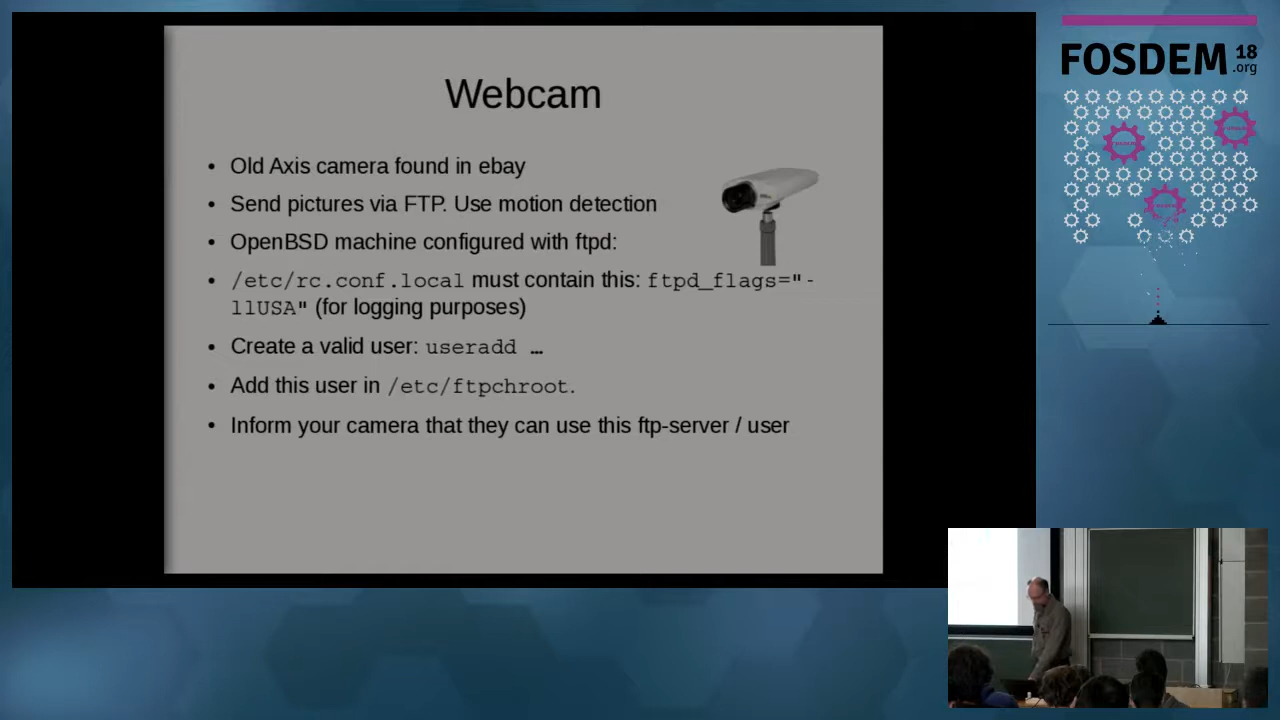 Webcam
• Old Axis camera found in ebay
• Send pictures via FTP. Use motion detection
• OpenBSD machine configured with ftpd:
• /etc/rc.conf.local must contain this: ftpd_flags="-
llUSA" (for logging purposes)
• Create a valid user: useradd …
• Add this user in /etc/ftpchroot.
• Inform your camera that they can use this ftp-server / user
FOSDEM 18
.org